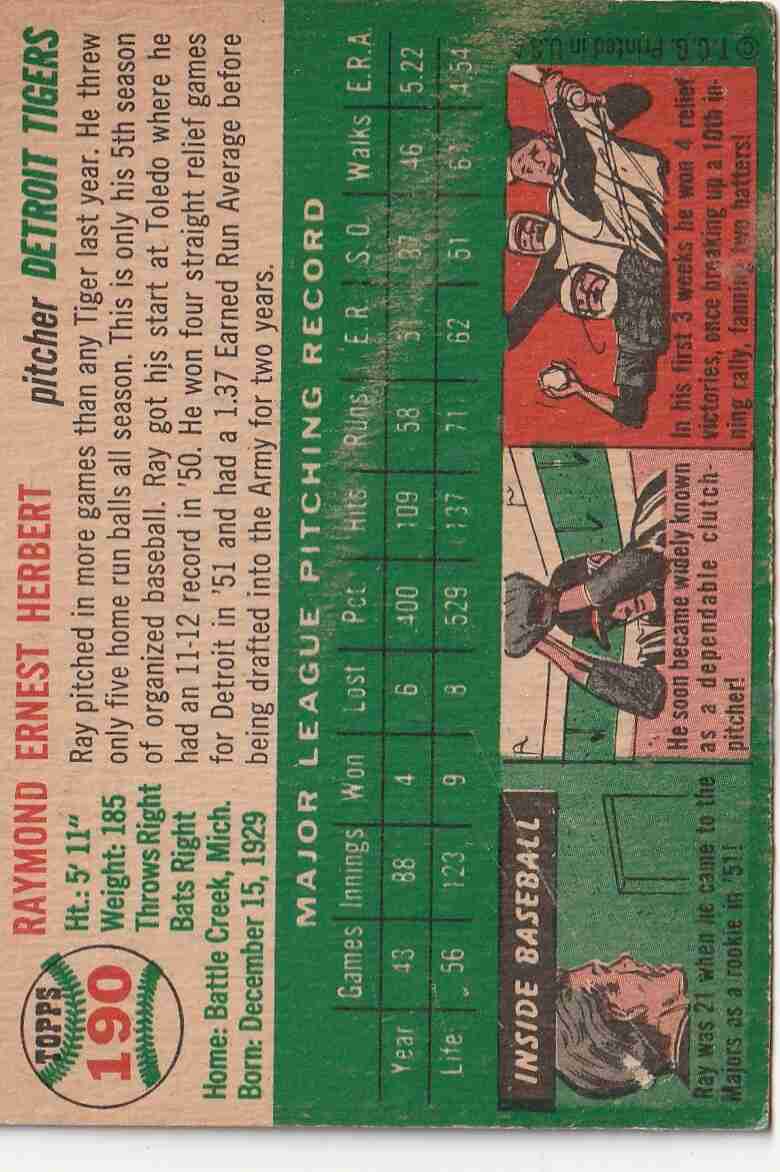 TOPPS
190
RAYMOND ERNEST HERBERT
pitcher DETROIT TIGERS
Ht.: 5' 11"
Weight: 185
Throws Right
Bats Right
Home: Battle Creek, Mich.
Born: December 15, 1929
Ray pitched in more games than any Tiger last year. He threw
only five home run balls all season. This is only his 5th season
of organized baseball. Ray got his start at Toledo where he
had an 11-12 record in '50. He won four straight relief games
for Detroit in '51 and had a 1.37 Earned Run Average before
being drafted into the Army for two years.
MAJOR LEAGUE PITCHING RECORD
Games Innings Won Lost Pct Hits Runs E.R. S.O. Walks E.R.A
Year 43 88 4 6 .400 109 58 51 37 46 5.22
Life 56 123 9 8 .529 137 71 62 51 4.54
INSIDE BASEBALL
Ray was 21 when he came to the
Majors as a rookie in '51!
He soon became widely known
as a dependable clutch-
pitcher!
In his first 3 weeks he won 4 relief
victories, once breaking up a 10th in-
ning rally, fanning two batters!
© T.C.G. Printed in U.S.A.